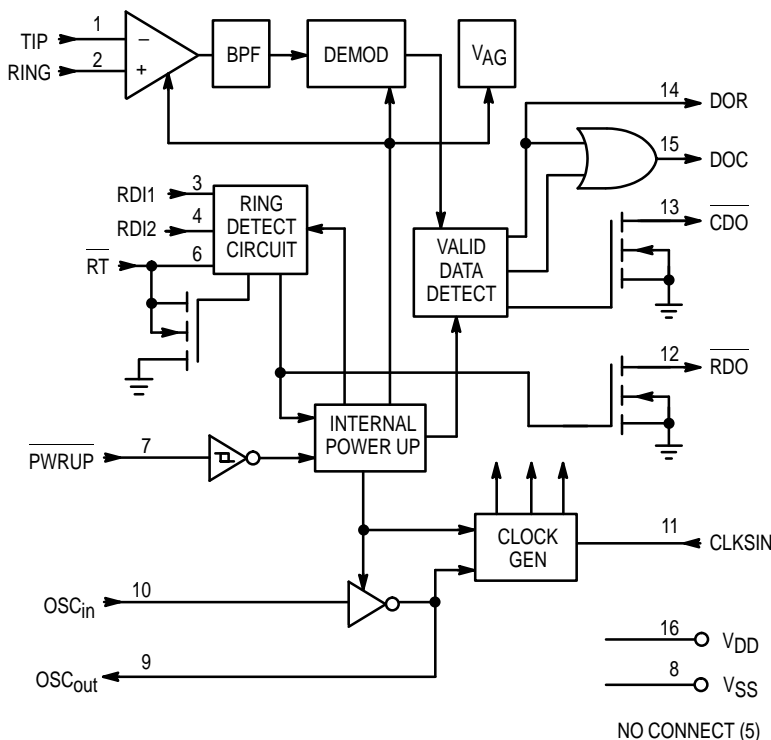 TIP
1
RING
2
−
+
BPF
DEMOD
VAG
14
DOR
15
DOC
RDI1
3
RDI2
4
RT
6
RING
DETECT
CIRCUIT
VALID
DATA
DETECT
13
CDO
12
RDO
PWRUP
7
INTERNAL
POWER UP
CLOCK
GEN
11
CLKSIN
OSCin
10
OSCout
9
16
VDD
8
VSS
NO CONNECT (5)